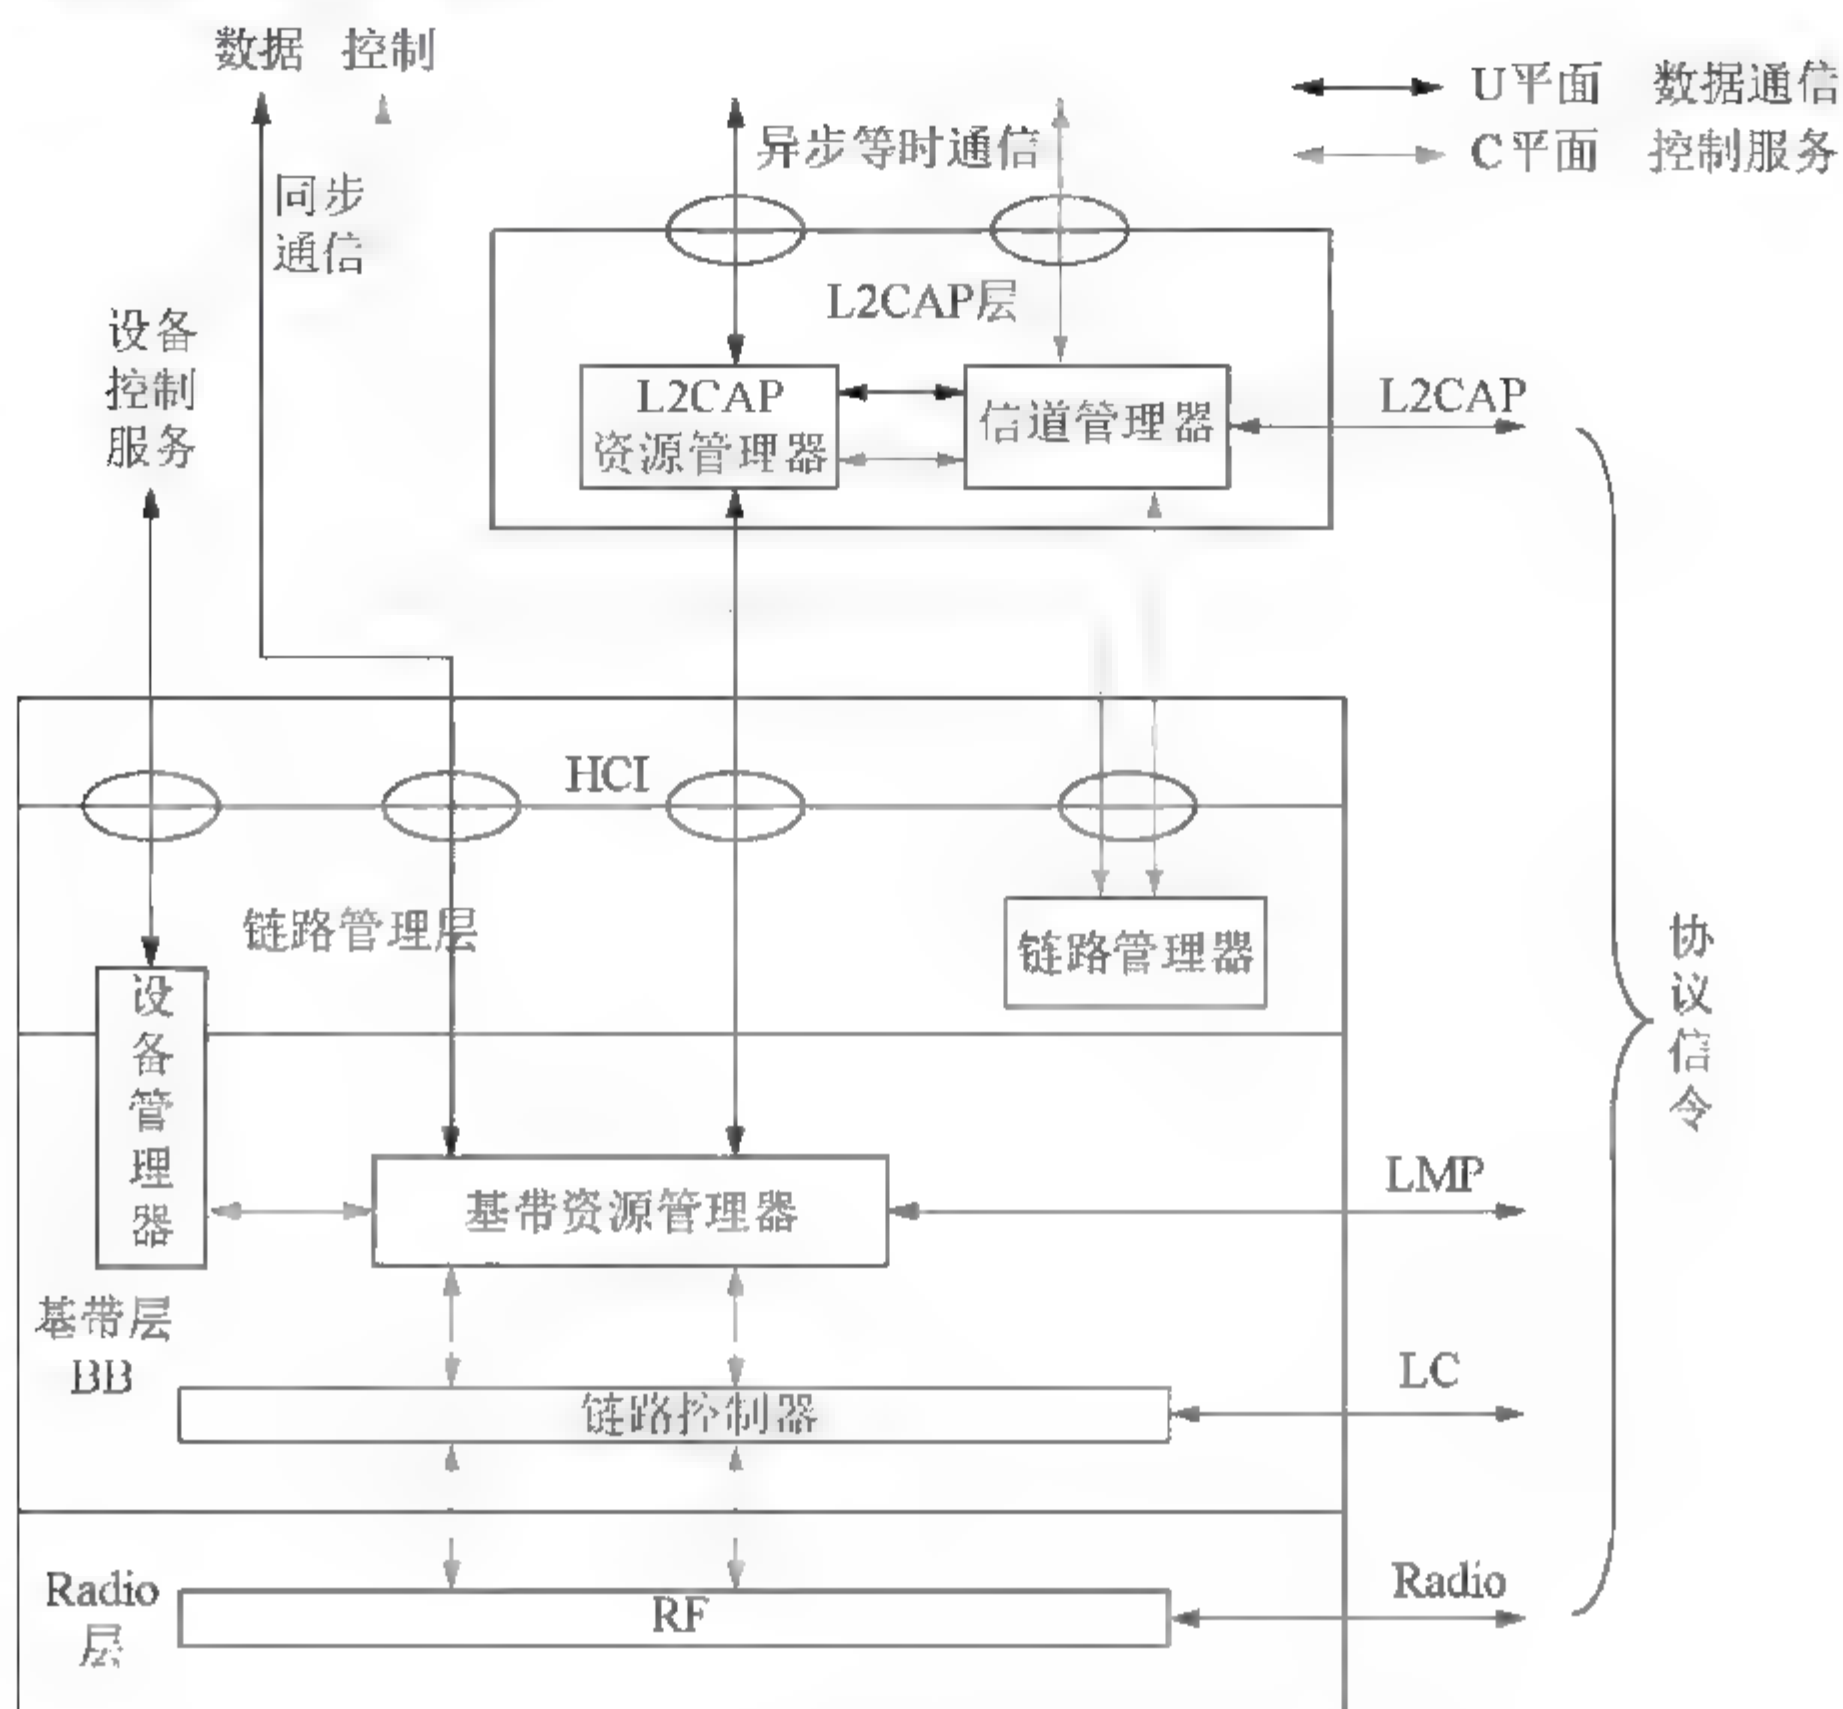 数据 控制
U平面 数据通信
C平面 控制服务
异步等时通信
同步
通信
L2CAP层
设备
控制
服务
L2CAP
资源管理器
信道管理器
L2CAP
HCI
链路管理层
链路管理器
协
议
信
令
设
备
管
理
器
基带资源管理器
LMP
基带层
BB
链路控制器
LC
Radio
层
RF
Radio